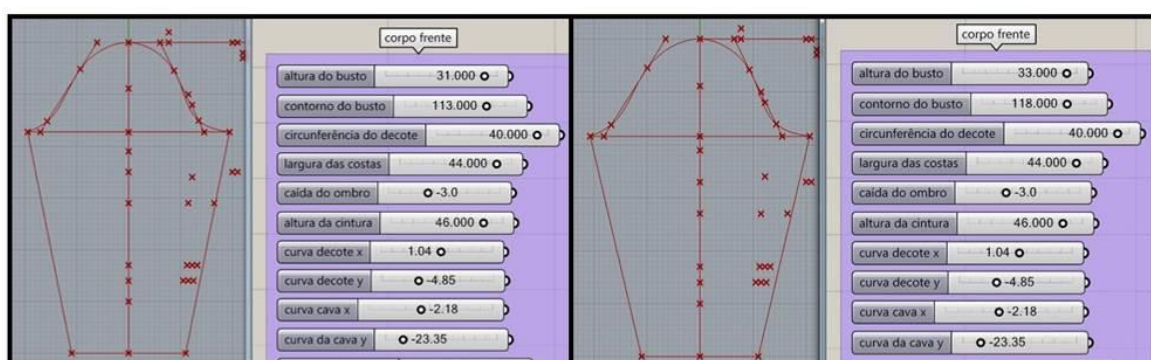 corpo frente
altura do busto 31.000
contorno do busto 113.000
circunferência do decote 40.000
largura das costas 44.000
caída do ombro -3.0
altura da cintura 46.000
curva decote x 1.04
curva decote y -4.85
curva cava x -2.18
curva da cava y -23.35
corpo frente
altura do busto 33.000
contorno do busto 118.000
circunferência do decote 40.000
largura das costas 44.000
caída do ombro -3.0
altura da cintura 46.000
curva decote x 1.04
curva decote y -4.85
curva cava x -2.18
curva da cava y -23.35